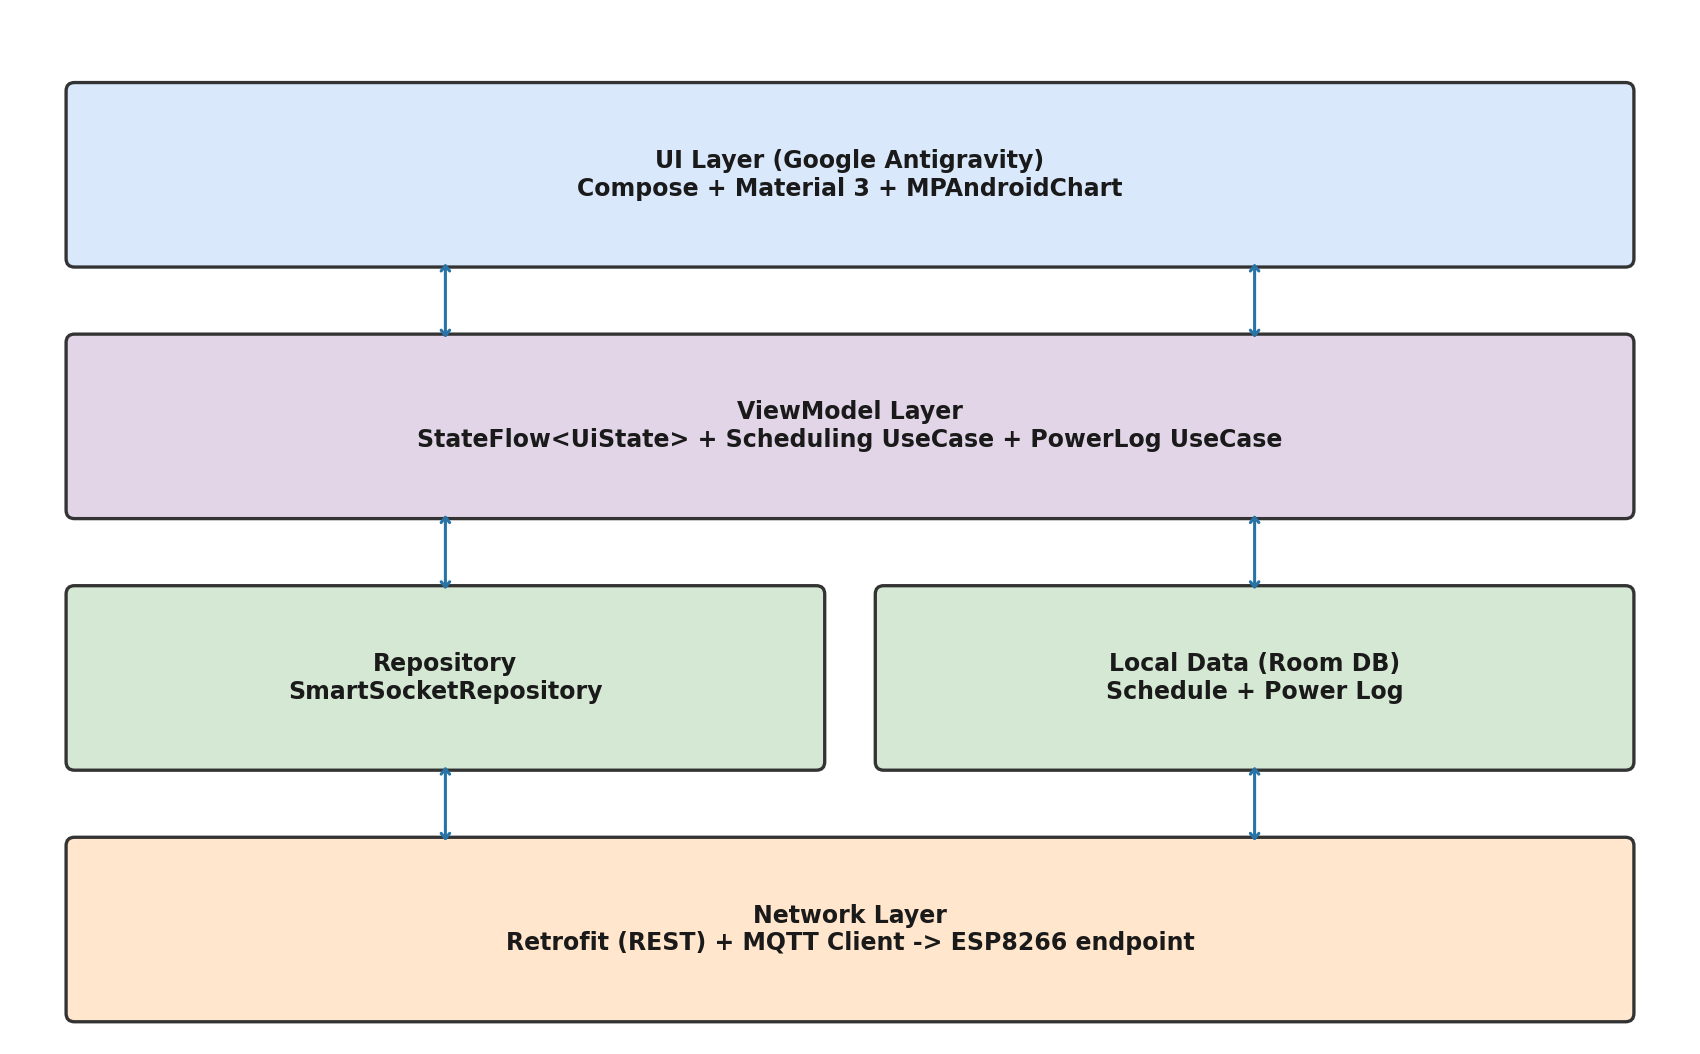 UI Layer (Google Antigravity)
Compose + Material 3 + MPAndroidChart
ViewModel Layer
StateFlow<UiState> + Scheduling UseCase + PowerLog UseCase
Repository
SmartSocketRepository
Local Data (Room DB)
Schedule + Power Log
Network Layer
Retrofit (REST) + MQTT Client -> ESP8266 endpoint